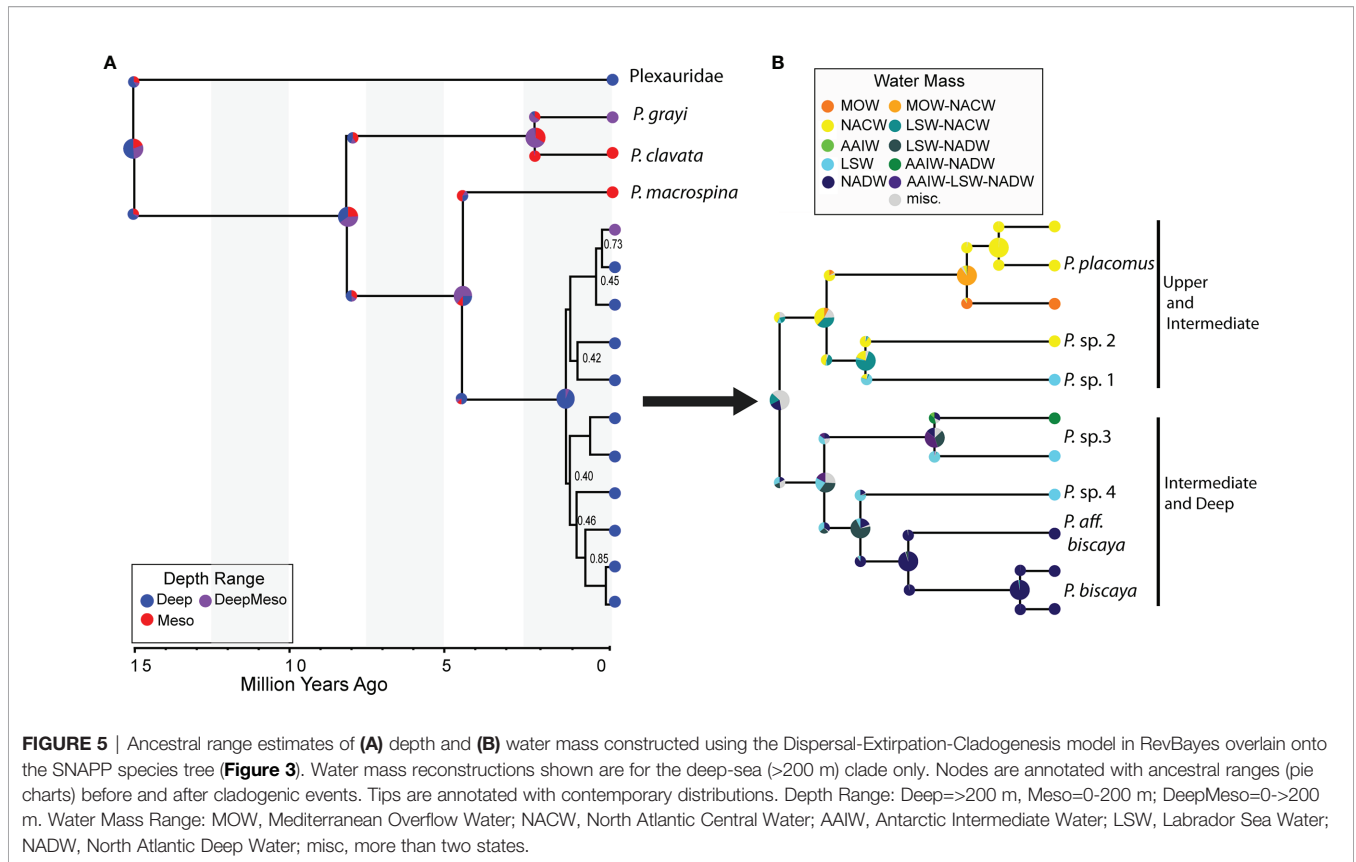 A
Plexauridae
P. grayi
P. clavata
P. macrospina
0.73
0.45
0.42
0.40
0.46
0.85
Depth Range
Deep DeepMeso
Meso
15 10 5 0
Million Years Ago
B
Water Mass
MOW MOW-NACW
NACW LSW-NACW
AAIW LSW-NADW
LSW AAIW-NADW
NADW AAIW-LSW-NADW
misc.
P. placomus
P. sp. 2
P. sp. 1
Upper
and
Intermediate
P. sp.3
P. sp. 4
P. aff.
biscaya
P. biscaya
Intermediate
and Deep
FIGURE 5 | Ancestral range estimates of (A) depth and (B) water mass constructed using the Dispersal-Extirpation-Cladogenesis model in RevBayes overlain onto
the SNAPP species tree (Figure 3). Water mass reconstructions shown are for the deep-sea (>200 m) clade only. Nodes are annotated with ancestral ranges (pie
charts) before and after cladogenic events. Tips are annotated with contemporary distributions. Depth Range: Deep=>200 m, Meso=0-200 m; DeepMeso=0->200
m. Water Mass Range: MOW, Mediterranean Overflow Water; NACW, North Atlantic Central Water; AAIW, Antarctic Intermediate Water; LSW, Labrador Sea Water;
NADW, North Atlantic Deep Water; misc, more than two states.